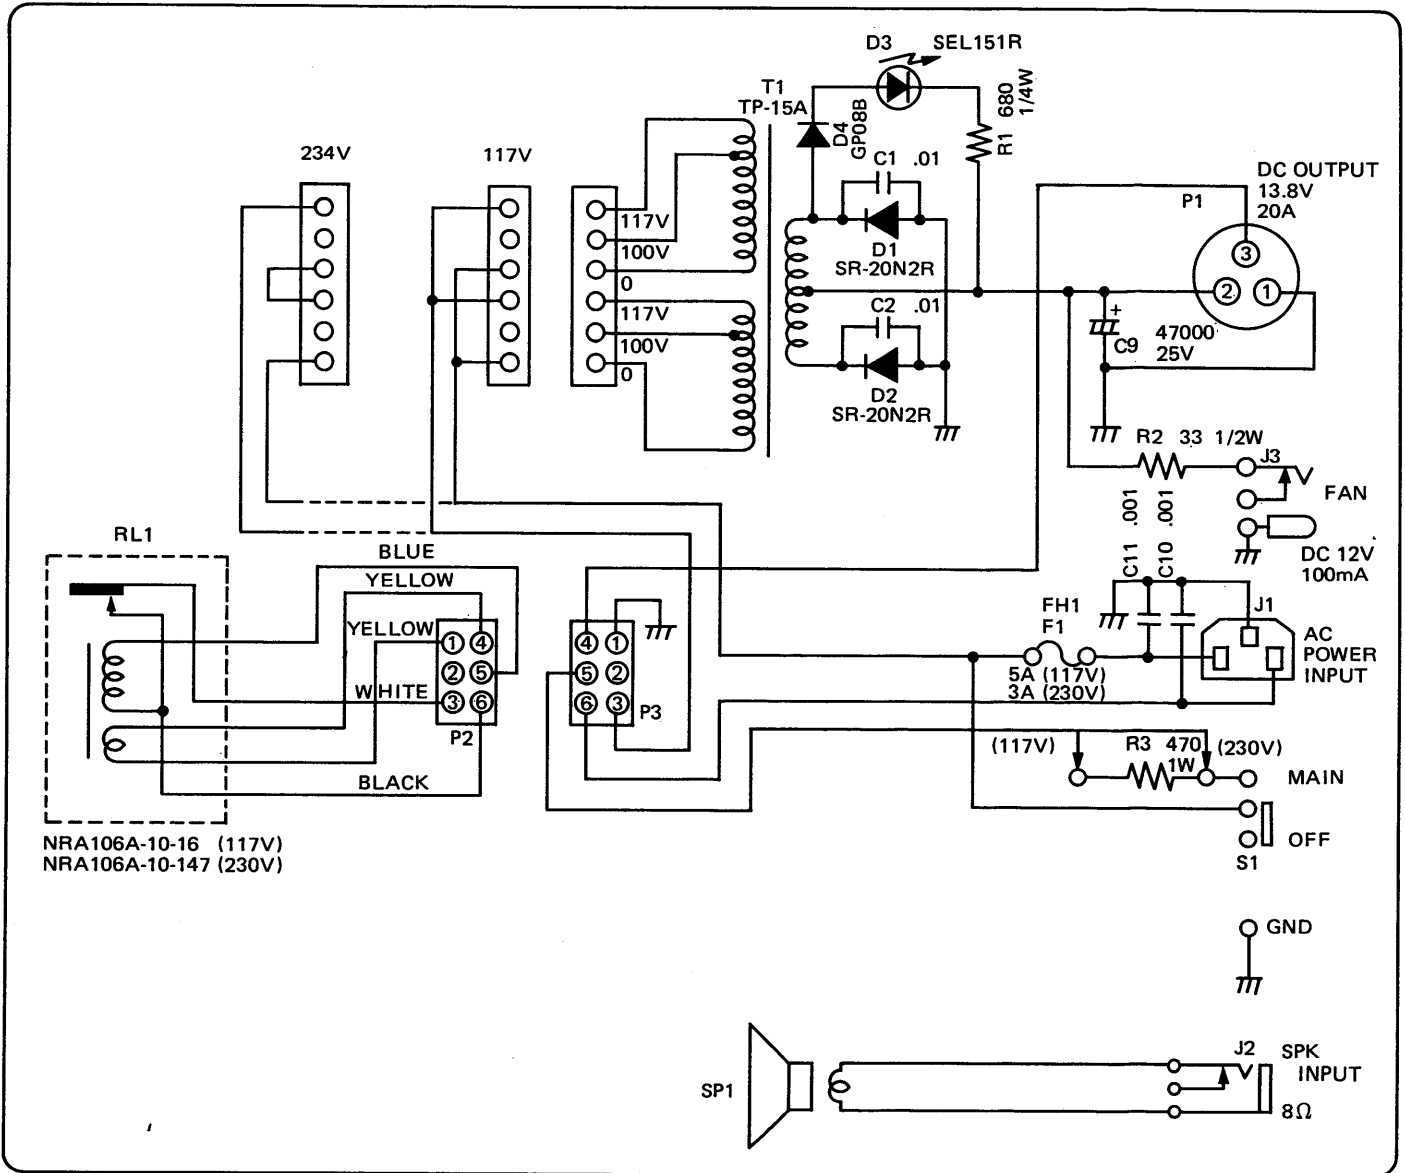 D3 SEL151R
680
1/4W
R1
T1
TP-15A
D4
GP08B
234V
117V
C1 .01
DC OUTPUT
13.8V
20A
P1
117V
100V
0
117V
100V
0
D1
SR-20N2R
3
2
1
C2 .01
D2
SR-20N2R
+
C9
47000
25V
R2 33 1/2W
J3
FAN
DC 12V
100mA
RL1
BLUE
YELLOW
YELLOW
WHITE
BLACK
1 4
2 5
3 6
P2
4 1
5 2
6 3
P3
C11 .001
C10 .001
FH1
F1
5A (117V)
3A (230V)
J1
AC
POWER
INPUT
(117V)
R3 470
1W
(230V)
MAIN
OFF
S1
NRA106A-10-16 (117V)
NRA106A-10-147 (230V)
GND
SP1
J2
SPK
INPUT
8Ω